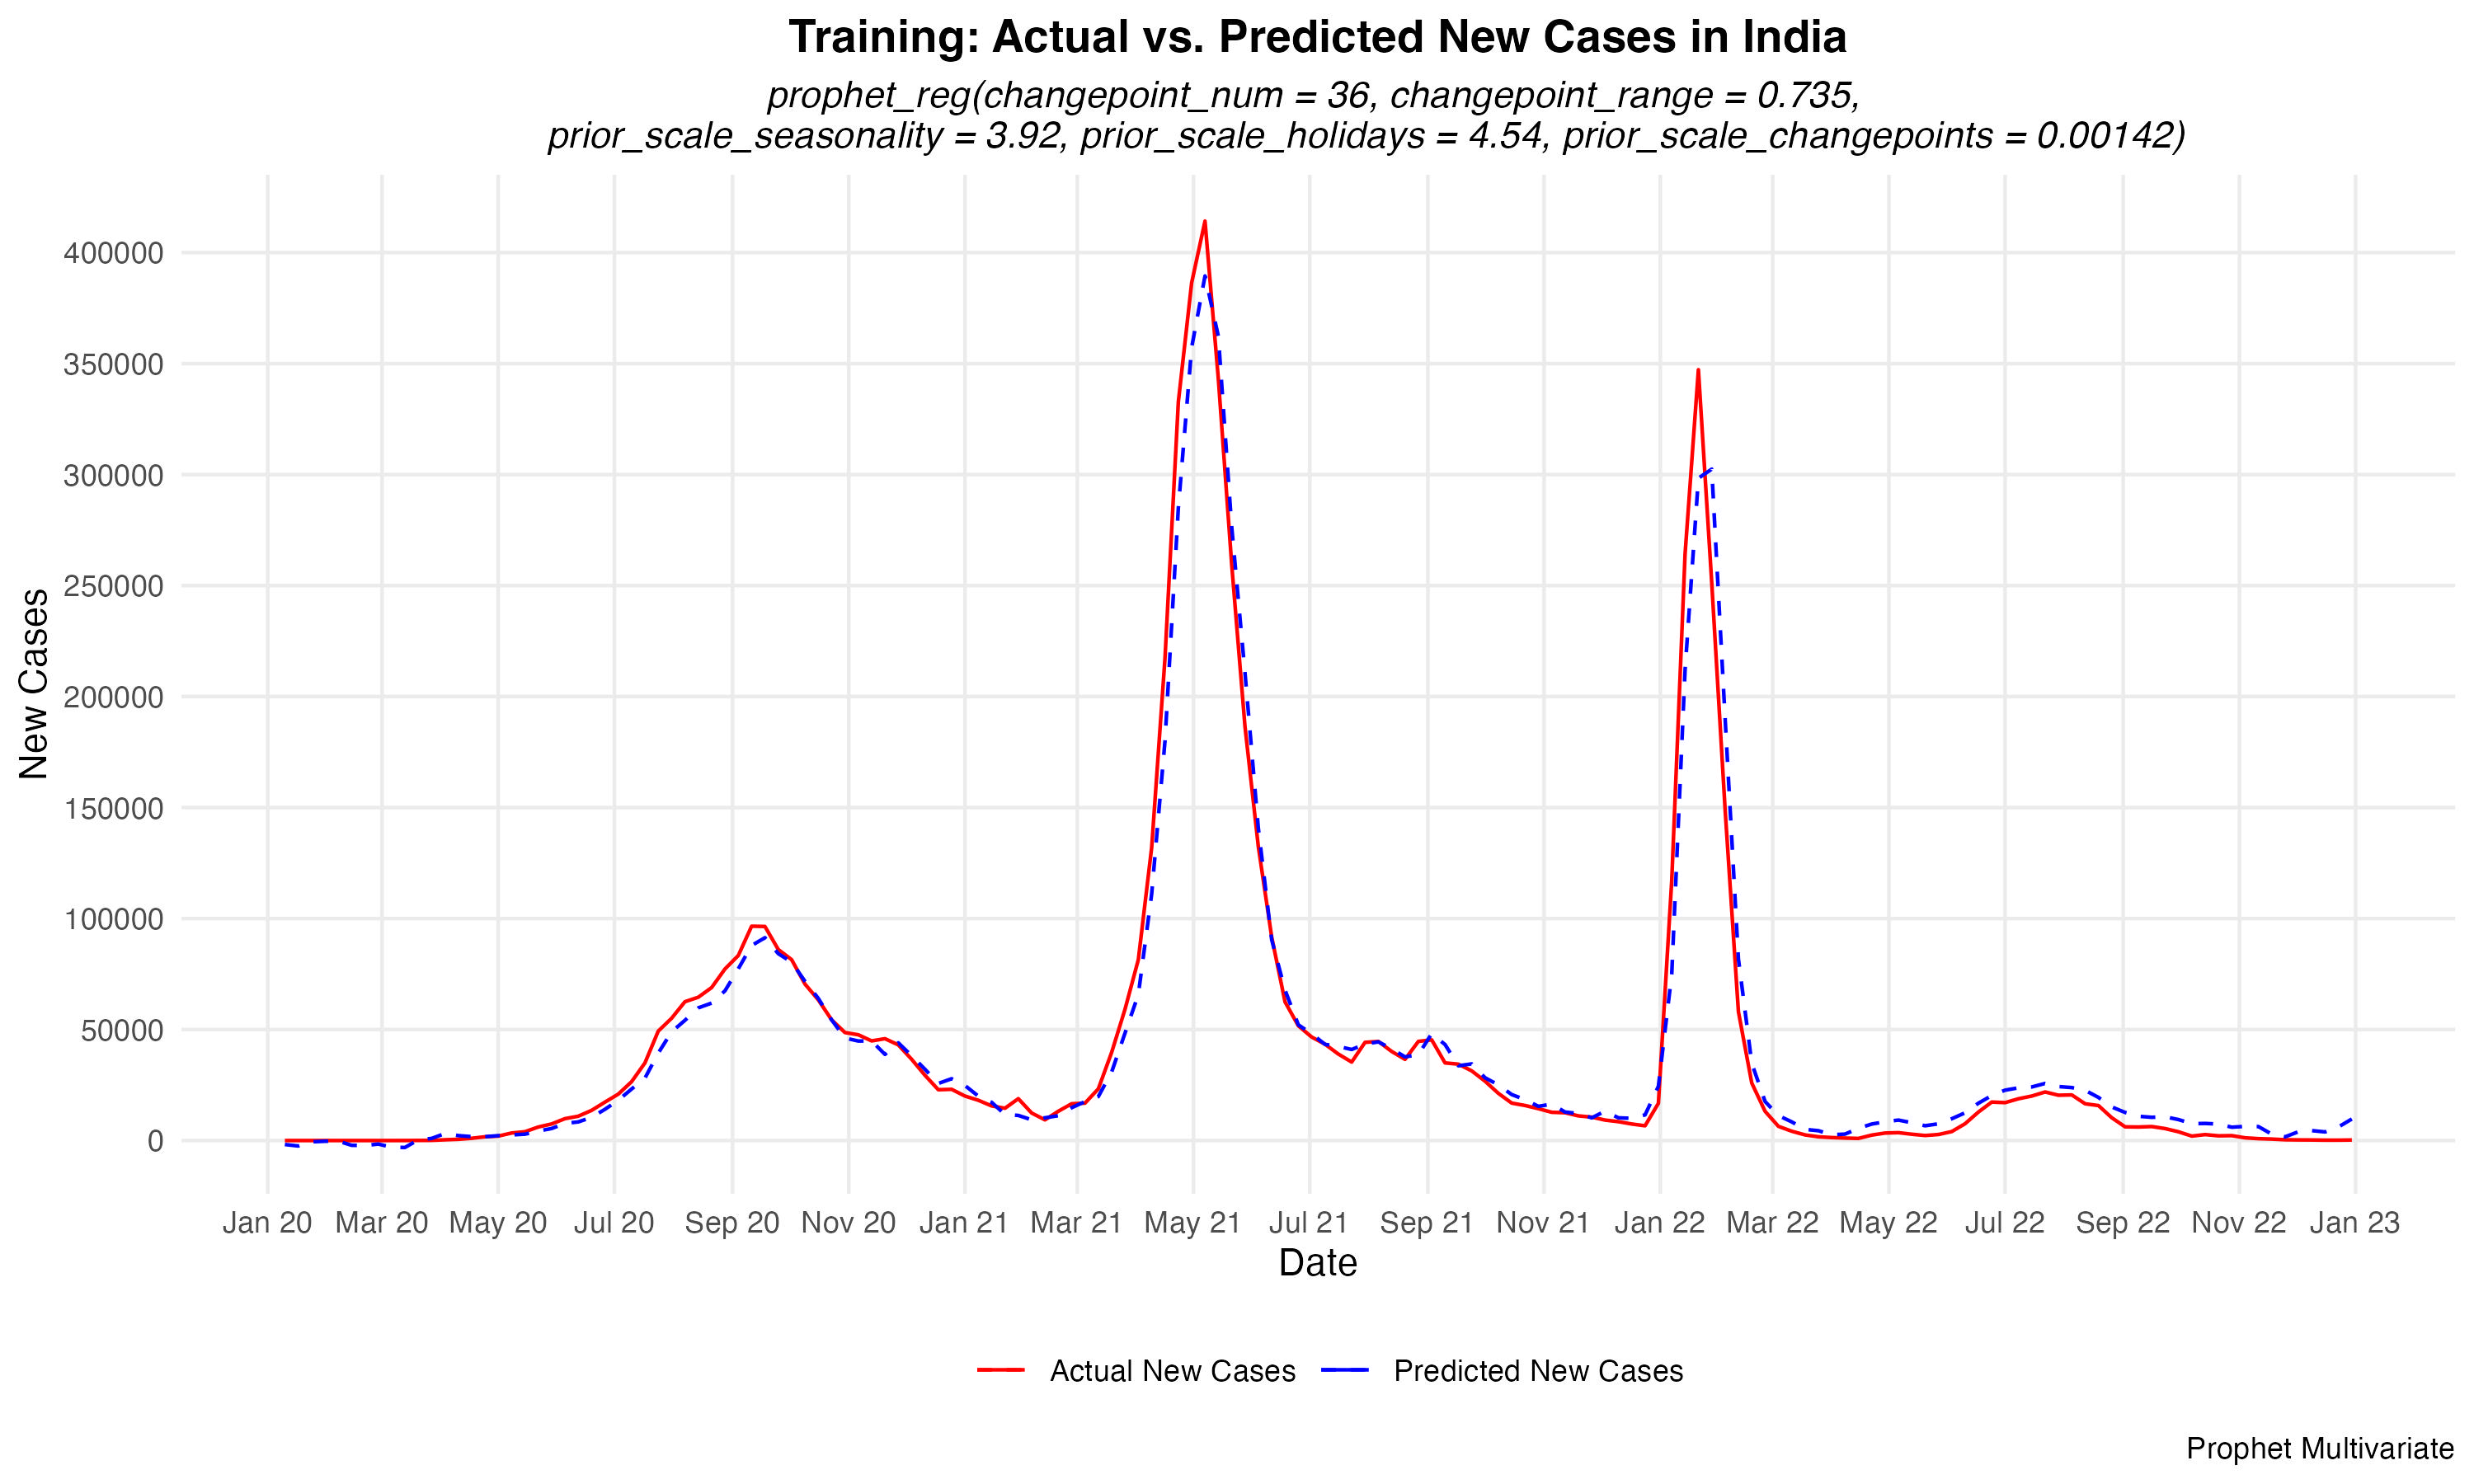 Training: Actual vs. Predicted New Cases in India
prophet_reg(changepoint_num = 36, changepoint_range = 0.735,
prior_scale_seasonality = 3.92, prior_scale_holidays = 4.54, prior_scale_changepoints = 0.00142)
New Cases
400000
350000
300000
250000
200000
150000
100000
50000
0
Jan 20 Mar 20 May 20 Jul 20 Sep 20 Nov 20 Jan 21 Mar 21 May 21 Jul 21 Sep 21 Nov 21 Jan 22 Mar 22 May 22 Jul 22 Sep 22 Nov 22 Jan 23
Date
Actual New Cases Predicted New Cases
Prophet Multivariate